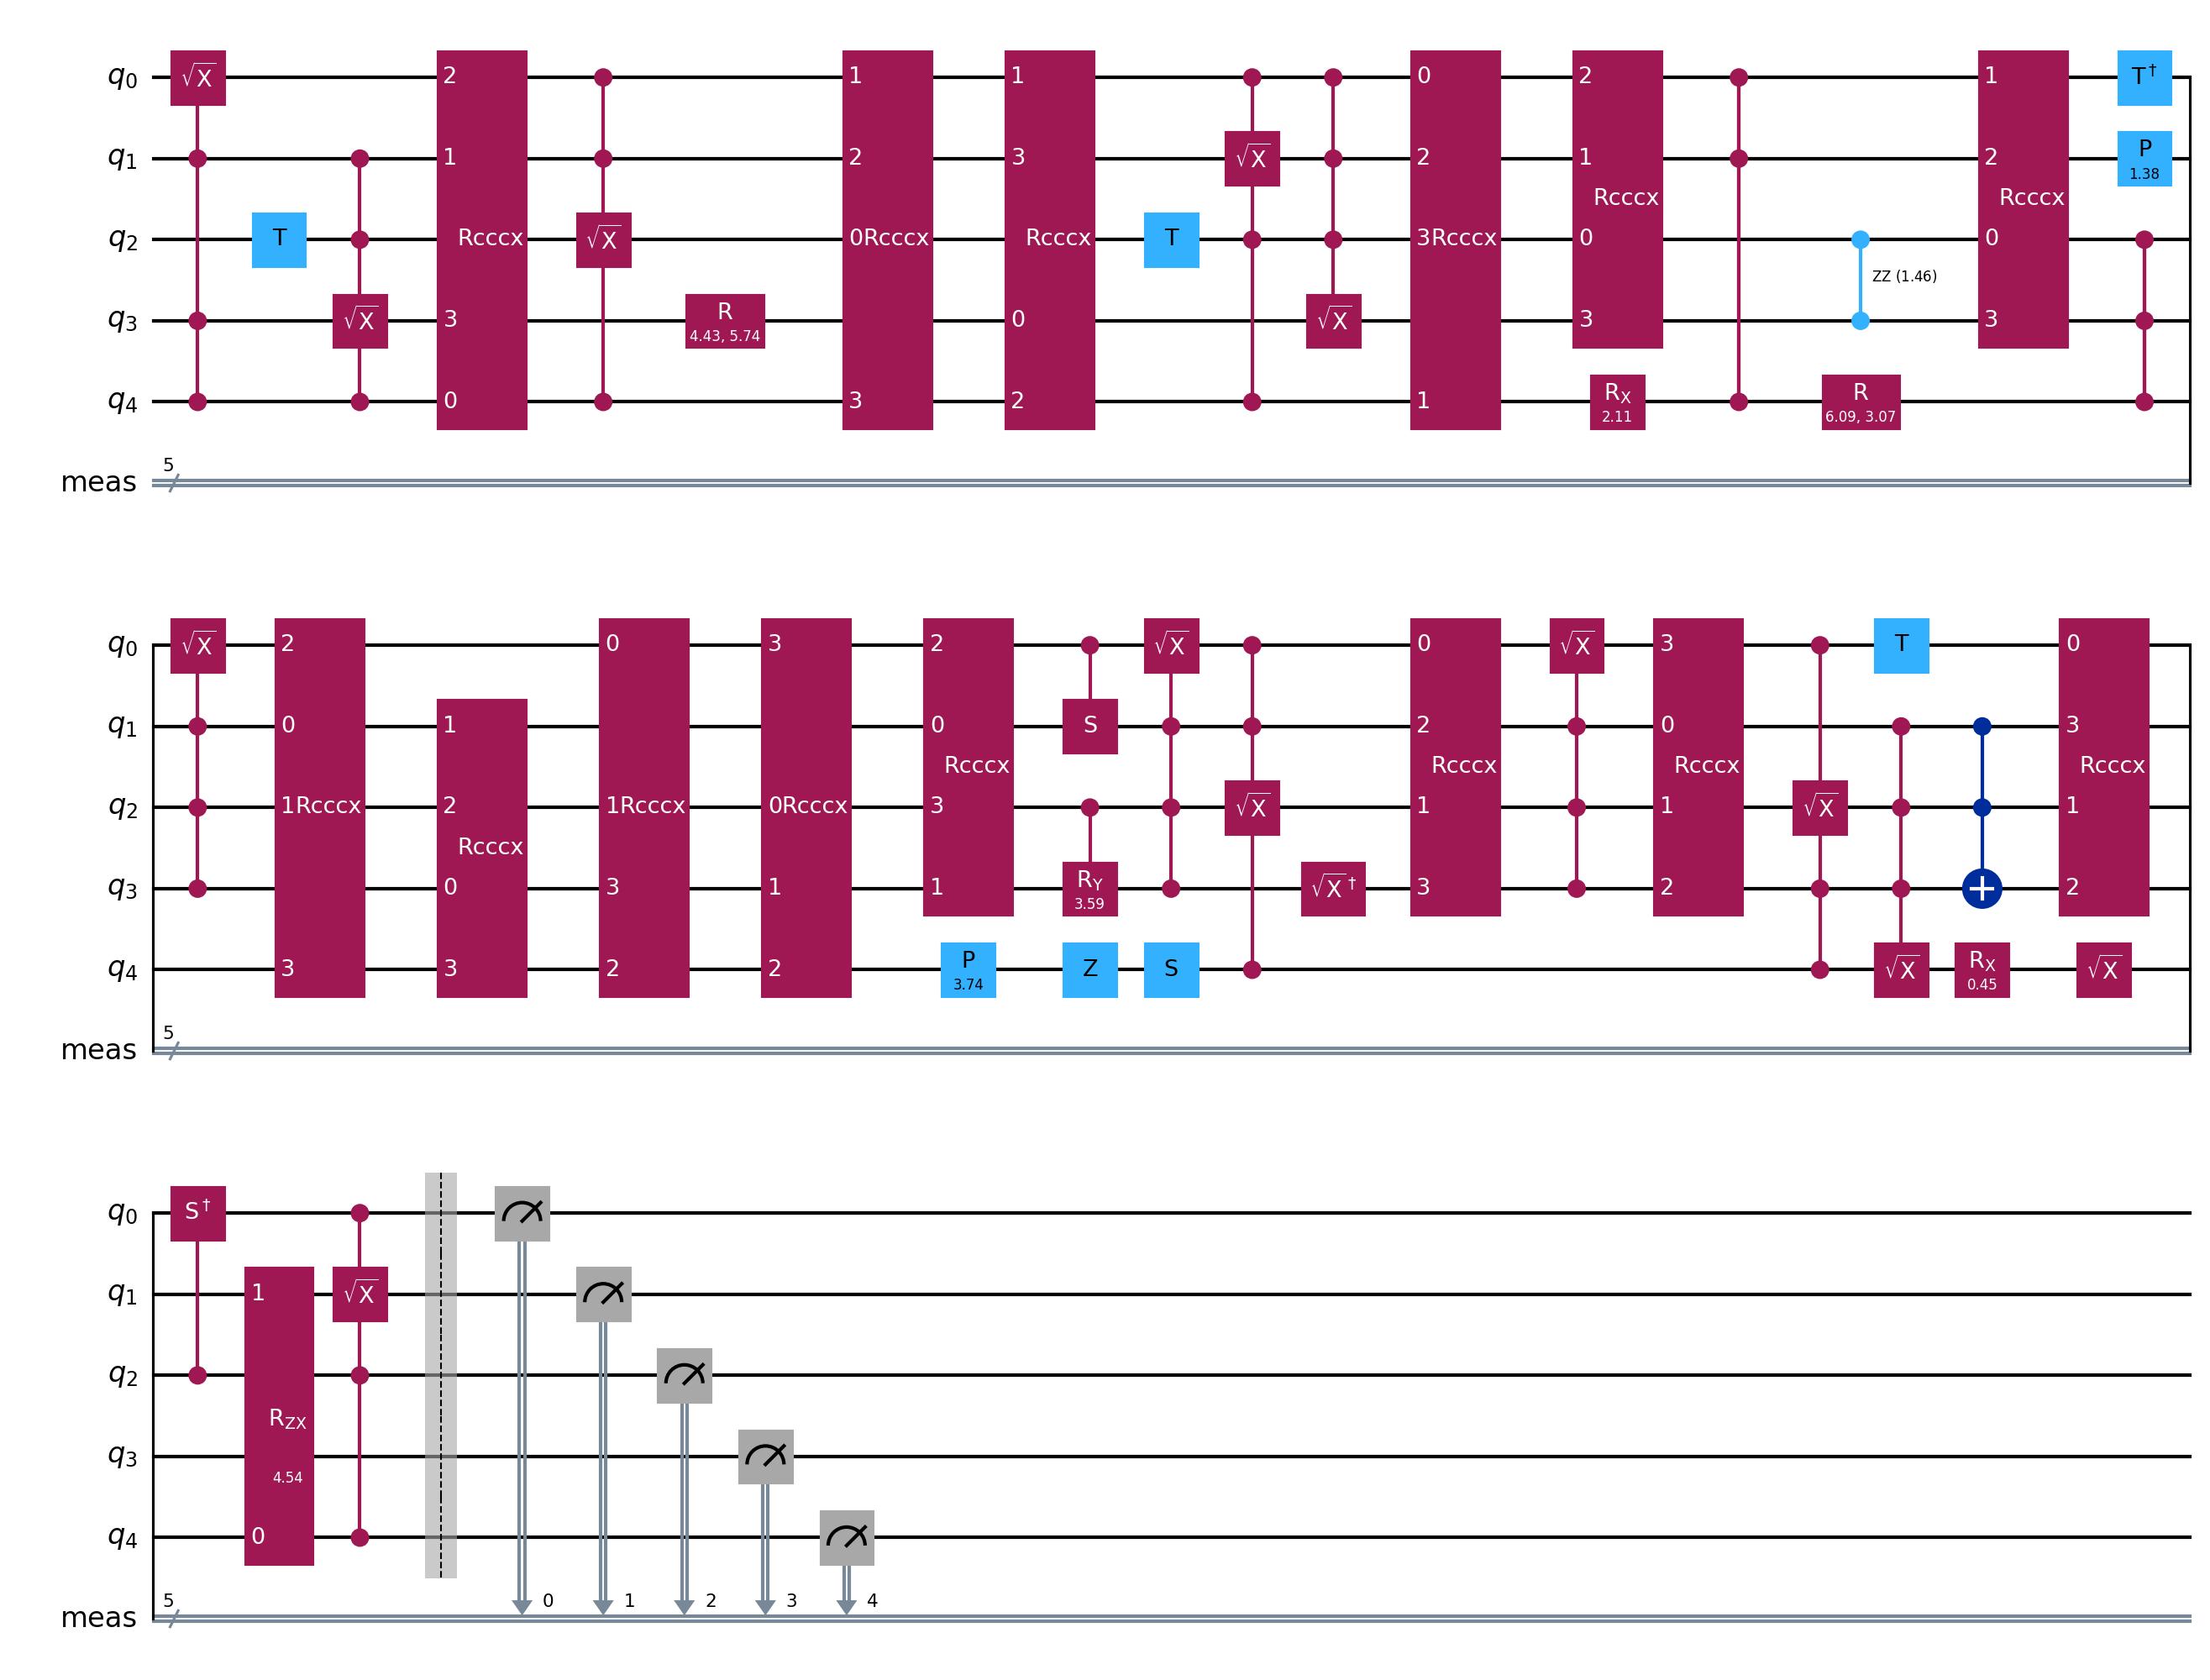 q0 √X 2 1 1 0 2 1 T†
q1 1 2 3 √X 2 1 2 P 1.38
Rcccx Rcccx
q2 T Rcccx √X 0Rcccx Rcccx T 3Rcccx 0 0
ZZ (1.46)
q3 √X 3 R 4.43, 5.74 0 √X 3 3
q4 0 3 2 1 RX 2.11 R 6.09, 3.07
meas 5
q0 √X 2 0 3 2 √X 0 √X 3 T 0
q1 0 1 0 S 2 0 3
Rcccx Rcccx Rcccx Rcccx
q2 1Rcccx 2 1Rcccx 0Rcccx 3 √X 1 1 √X 1
Rcccx
q3 0 3 1 1 RY 3.59 √X† 3 2 2
q4 3 3 2 2 P 3.74 Z S √X RX 0.45 √X
meas 5
q0 S†
q1 1 √X
q2
RZX
q3
4.54
q4 0
meas 5 0 1 2 3 4